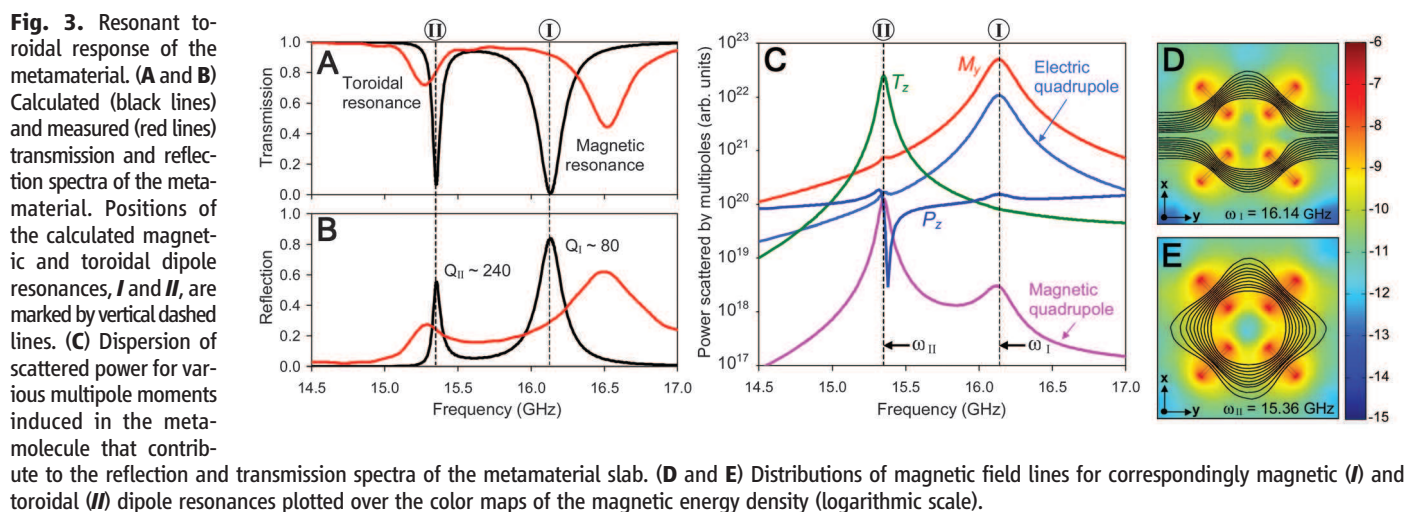 Fig. 3. Resonant to-
roidal response of the
metamaterial. (A and B)
Calculated (black lines)
and measured (red lines)
transmission and reflec-
tion spectra of the meta-
material. Positions of
the calculated magnet-
ic and toroidal dipole
resonances, I and II, are
marked by vertical dashed
lines. (C) Dispersion of
scattered power for var-
ious multipole moments
induced in the meta-
molecule that contrib-
ute to the reflection and transmission spectra of the metamaterial slab. (D and E) Distributions of magnetic field lines for correspondingly magnetic (I) and
toroidal (II) dipole resonances plotted over the color maps of the magnetic energy density (logarithmic scale).
II
I
A
Transmission
1.0
0.8
0.6
0.4
0.2
0.0
Toroidal
resonance
Magnetic
resonance
B
Reflection
1.0
0.8
0.6
0.4
0.2
0.0
Q_II ~ 240
Q_I ~ 80
14.5
15.0
15.5
16.0
16.5
17.0
Frequency (GHz)
II
I
C
Power scattered by multipoles (arb. units)
10^23
10^22
10^21
10^20
10^19
10^18
10^17
T_z
M_y
Electric
quadrupole
P_z
Magnetic
quadrupole
ω_II
ω_I
14.5
15.0
15.5
16.0
16.5
17.0
Frequency (GHz)
D
x
y
ω_I = 16.14 GHz
E
x
y
ω_II = 15.36 GHz
-6
-7
-8
-9
-10
-11
-12
-13
-14
-15